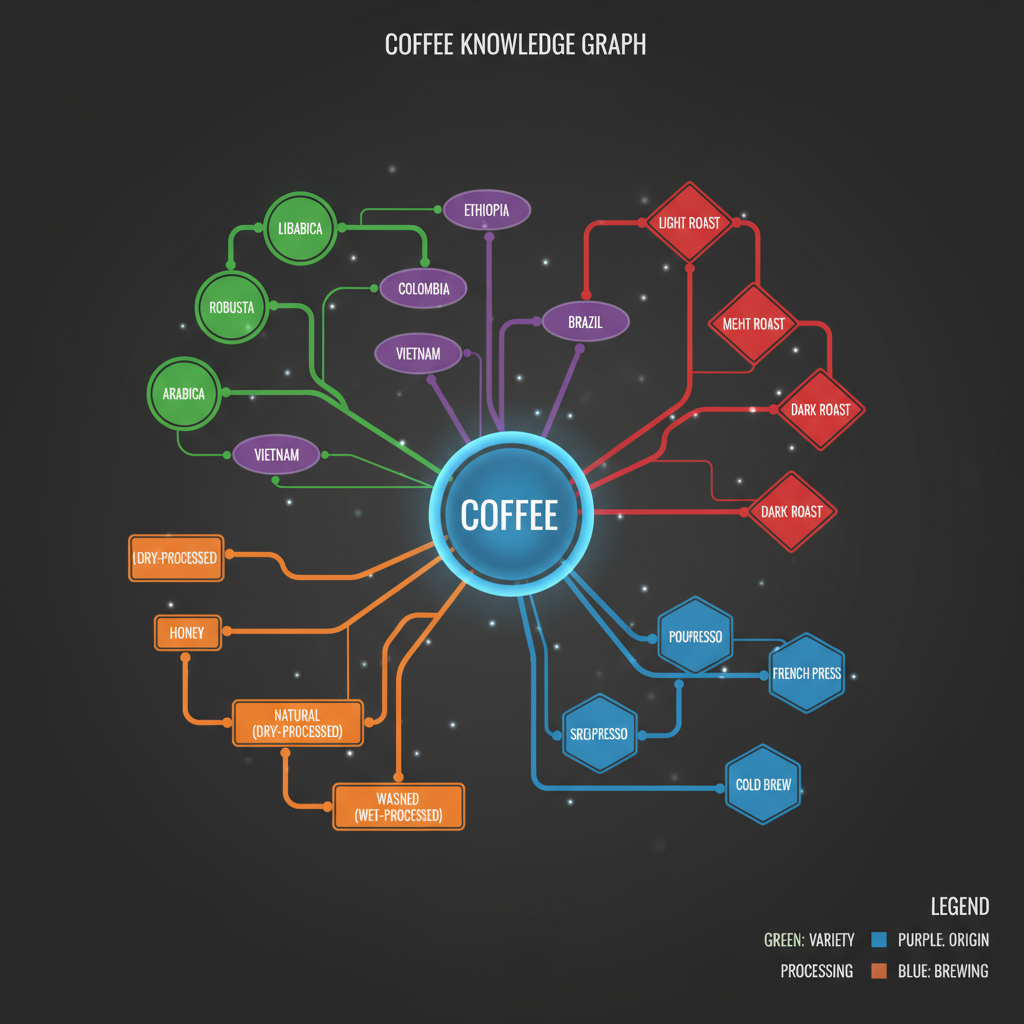 COFFEE KNOWLEDGE GRAPH
LIBABICA
ETHIOPIA
LIGHT ROAST
COLOMBIA
ROBUSTA
BRAZIL
MEHT ROAST
VIETNAM
ARABICA
DARK ROAST
VIETNAM
COFFEE
DARK ROAST
(DRY-PROCESSED
HONEY
POUPRESSO
FRENCH PRESS
NATURAL
(DRY-PROCESSED)
COLD BREW
WASNED
(WET-PROCESSED)
LEGEND
GREEN: VARIETY
PURPLE. ORIGIN
PROCESSING
BLUE: BREWING